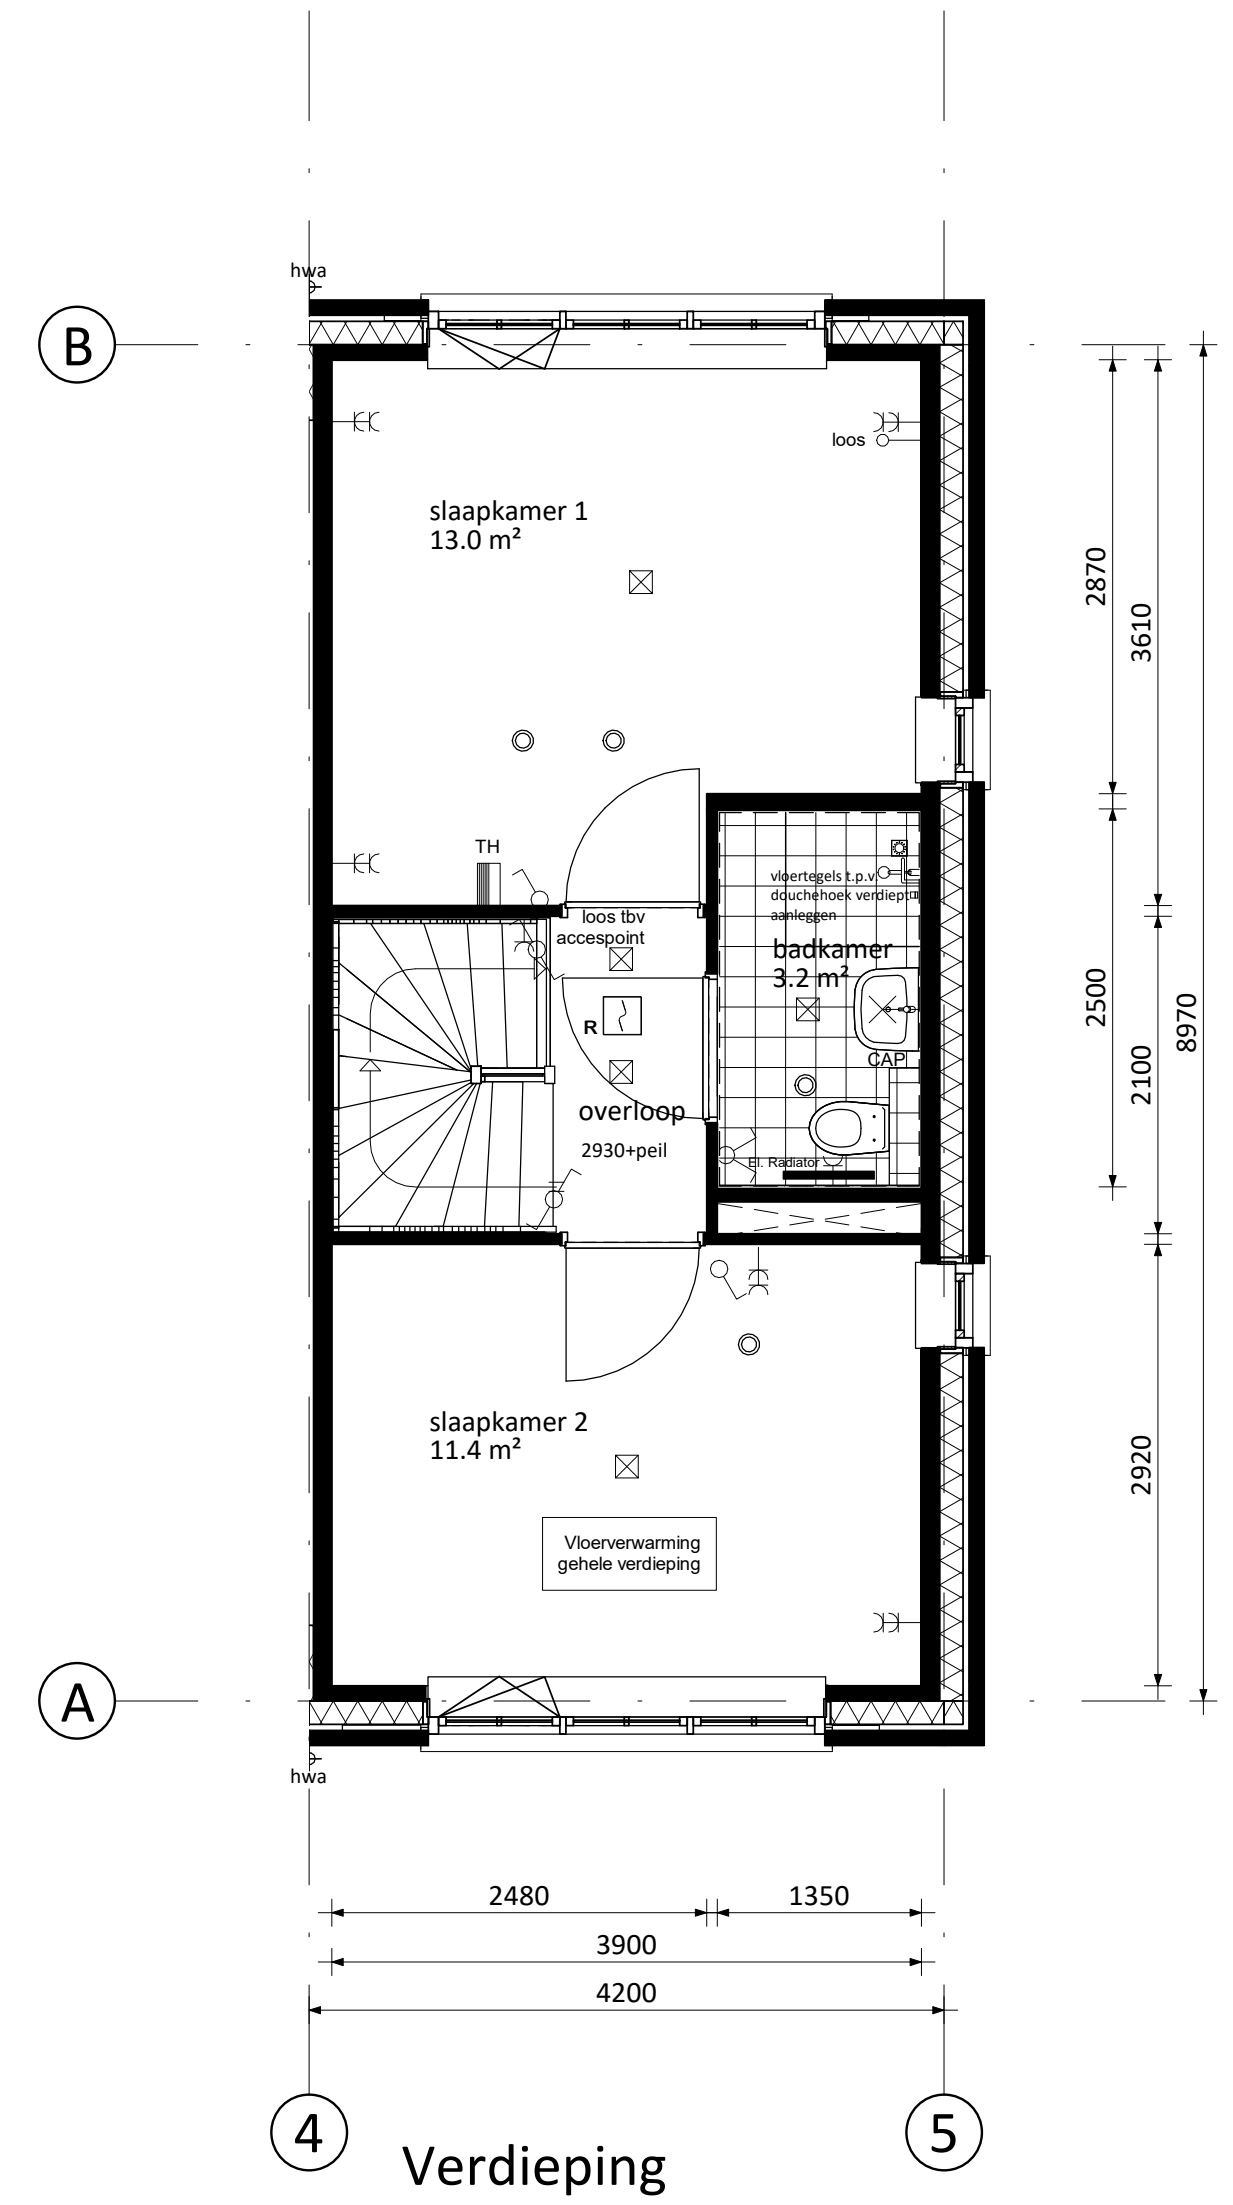 hwa
B
loos
slaapkamer 1
13.0 m²
2870
3610
TH
vloertegels t.p.v.
douchehoek verdiept
aanleggen
loos tbv
accespoint
badkamer
3.2 m²
R
CAP
2500
2100
8970
overloop
2930+peil
El. Radiator
slaapkamer 2
11.4 m²
2920
Vloerverwarming
gehele verdieping
A
hwa
2480
1350
3900
4200
4
5
Verdieping